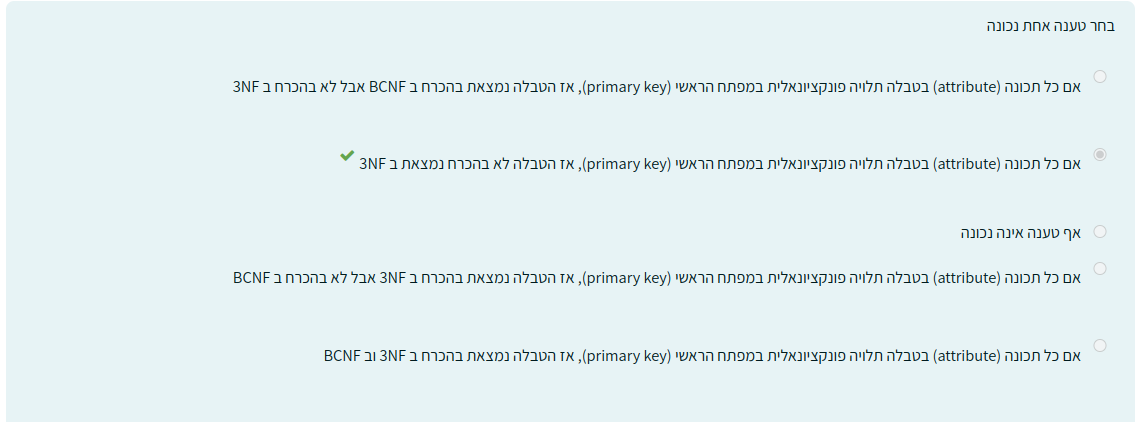 בחר טענה אחת נכונה
אם כל תכונה (attribute) בטבלה תלויה פונקציונאלית במפתח הראשי (primary key), אז הטבלה נמצאת בהכרח ב BCNF אבל לא בהכרח ב 3NF
אם כל תכונה (attribute) בטבלה תלויה פונקציונאלית במפתח הראשי (primary key), אז הטבלה לא בהכרח נמצאת ב 3NF
אף טענה אינה נכונה
אם כל תכונה (attribute) בטבלה תלויה פונקציונאלית במפתח הראשי (primary key), אז הטבלה נמצאת בהכרח ב 3NF אבל לא בהכרח ב BCNF
אם כל תכונה (attribute) בטבלה תלויה פונקציונאלית במפתח הראשי (primary key), אז הטבלה נמצאת בהכרח ב 3NF וב BCNF